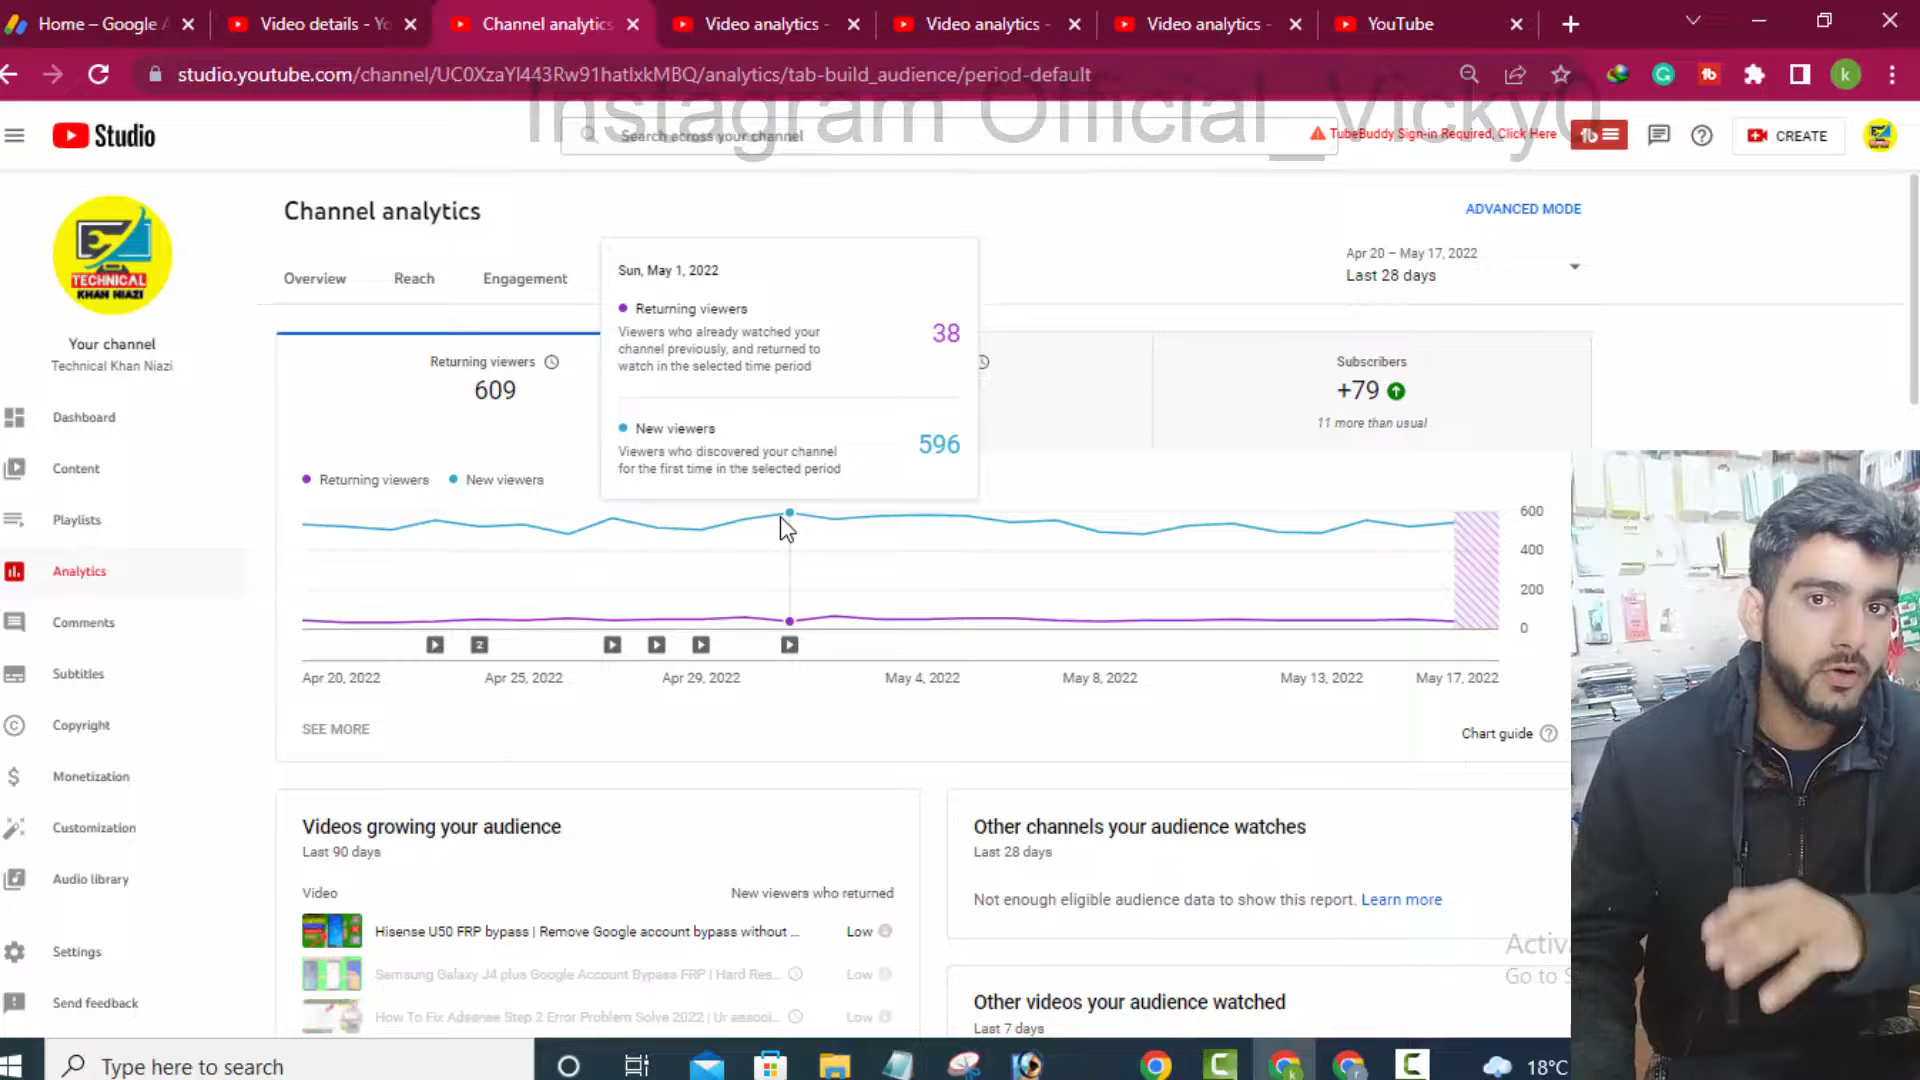 Home – Google A
Video details - Yo
Channel analytics
Video analytics -
Video analytics -
Video analytics -
YouTube
studio.youtube.com/channel/UC0XzaYl443Rw91hatlxkMBQ/analytics/tab-build_audience/period-default
Instagram Official_Vicky0
Studio
Search across your channel
TubeBuddy Sign-in Required, Click Here
CREATE
Channel analytics
ADVANCED MODE
Overview
Reach
Engagement
Apr 20 – May 17, 2022
Last 28 days
TECHNICAL
KHAN NIAZI
Your channel
Technical Khan Niazi
Dashboard
Content
Playlists
Analytics
Comments
Subtitles
Copyright
Monetization
Customization
Audio library
Settings
Send feedback
Sun, May 1, 2022
Returning viewers
Viewers who already watched your
channel previously, and returned to
watch in the selected time period
38
New viewers
Viewers who discovered your channel
for the first time in the selected period
596
Returning viewers
609
Subscribers
+79
11 more than usual
Returning viewers
New viewers
600
400
200
0
2
Apr 20, 2022
Apr 25, 2022
Apr 29, 2022
May 4, 2022
May 8, 2022
May 13, 2022
May 17, 2022
SEE MORE
Chart guide
Videos growing your audience
Last 90 days
Video
New viewers who returned
Hisense U50 FRP bypass | Remove Google account bypass without ...
Low
Samsung Galaxy J4 plus Google Account Bypass FRP | Hard Res...
Low
How To Fix Adsense Step 2 Error Problem Solve 2022 | Ur associ...
Low
Other channels your audience watches
Last 28 days
Not enough eligible audience data to show this report. Learn more
Other videos your audience watched
Last 7 days
Activ
Go to S
Type here to search
18°C